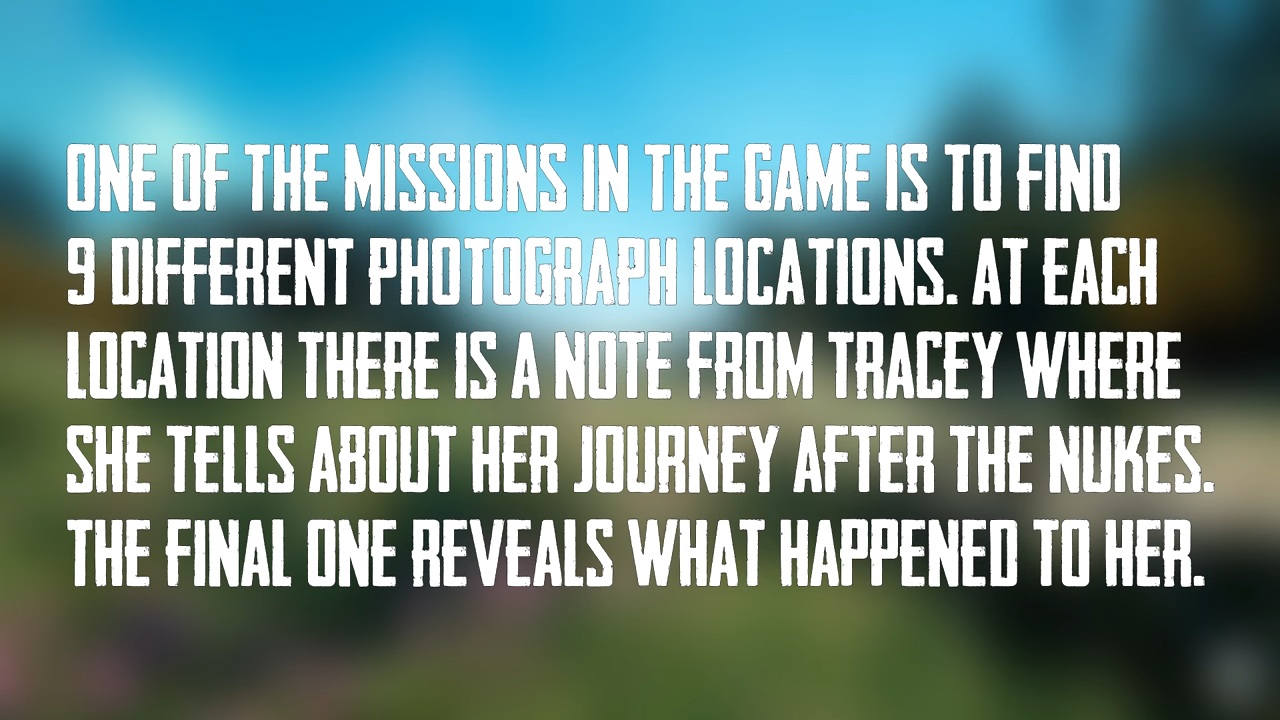 ONE OF THE MISSIONS IN THE GAME IS TO FIND
9 DIFFERENT PHOTOGRAPH LOCATIONS. AT EACH
LOCATION THERE IS A NOTE FROM TRACEY WHERE
SHE TELLS ABOUT HER JOURNEY AFTER THE NUKES.
THE FINAL ONE REVEALS WHAT HAPPENED TO HER.